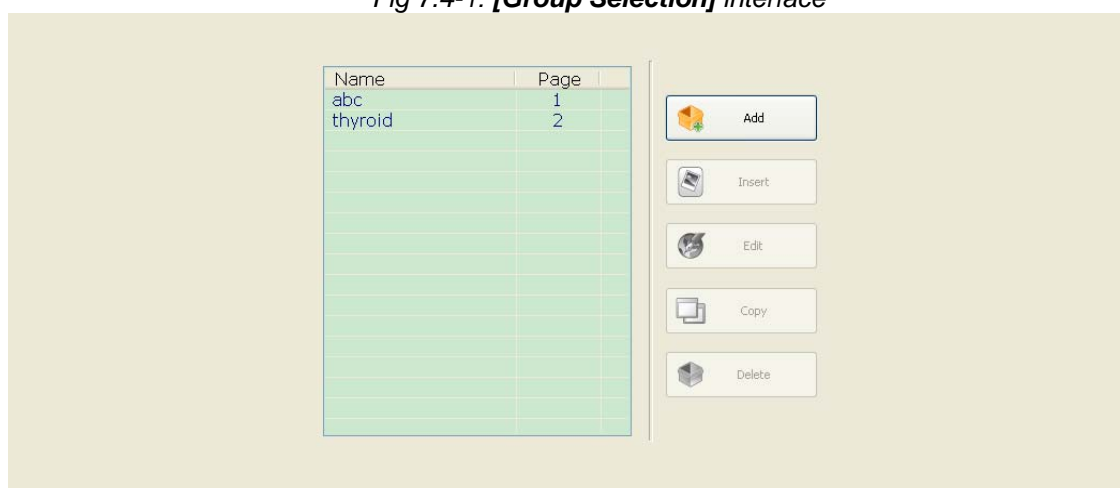 Fig 7.4-1: [Group Selection] interface
Name Page
abc 1
thyroid 2
Add
Insert
Edit
Copy
Delete